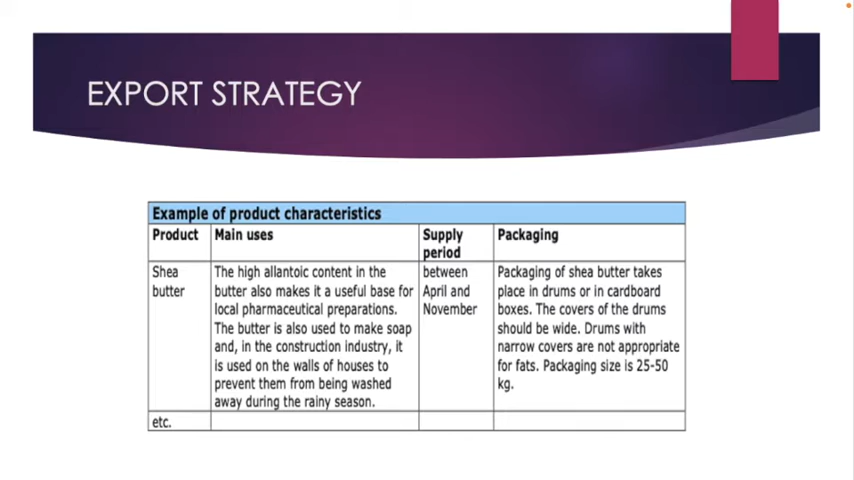 EXPORT STRATEGY
Example of product characteristics
Product
Main uses
Supply
period
Packaging
Shea
butter
The high allantoic content in the
butter also makes it a useful base for
local pharmaceutical preparations.
The butter is also used to make soap
and, in the construction industry, it
is used on the walls of houses to
prevent them from being washed
away during the rainy season.
between
April and
November
Packaging of shea butter takes
place in drums or in cardboard
boxes. The covers of the drums
should be wide. Drums with
narrow covers are not appropriate
for fats. Packaging size is 25-50
kg.
etc.